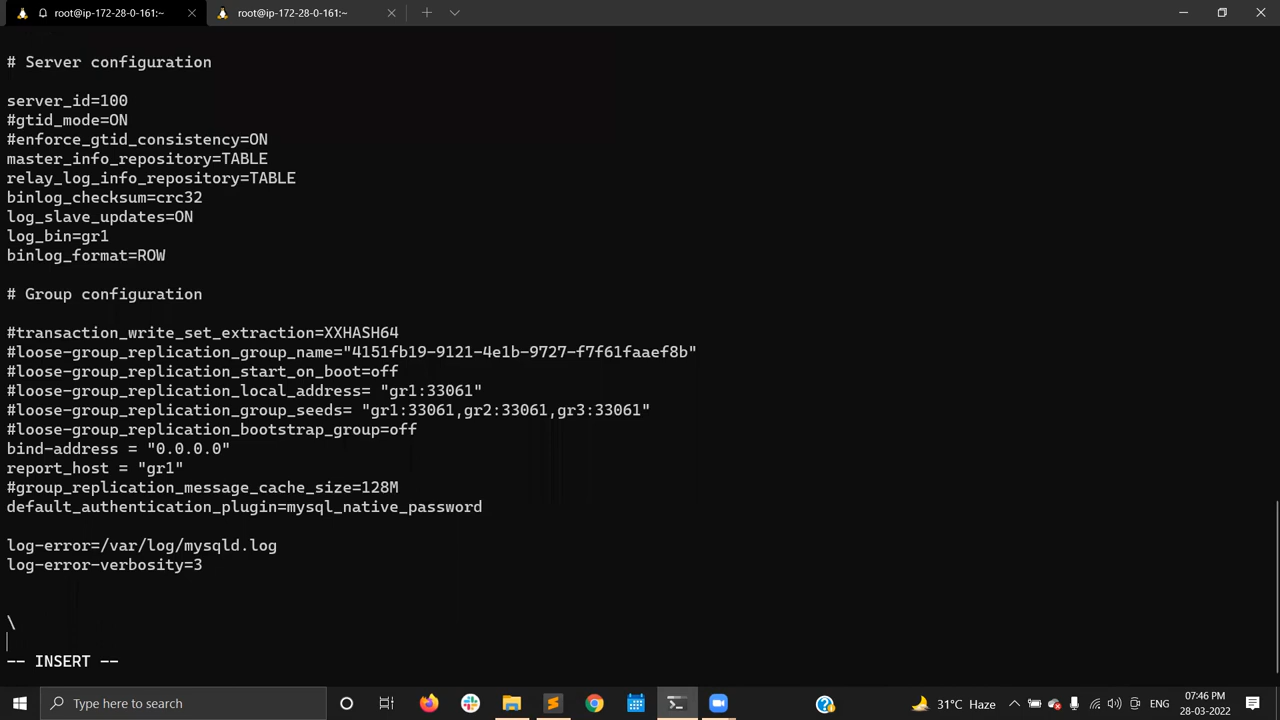 root@ip-172-28-0-161:~
root@ip-172-28-0-161:~
# Server configuration
server_id=100
#gtid_mode=ON
#enforce_gtid_consistency=ON
master_info_repository=TABLE
relay_log_info_repository=TABLE
binlog_checksum=crc32
log_slave_updates=ON
log_bin=gr1
binlog_format=ROW
# Group configuration
#transaction_write_set_extraction=XXHASH64
#loose-group_replication_group_name="4151fb19-9121-4e1b-9727-f7f61faaef8b"
#loose-group_replication_start_on_boot=off
#loose-group_replication_local_address= "gr1:33061"
#loose-group_replication_group_seeds= "gr1:33061,gr2:33061,gr3:33061"
#loose-group_replication_bootstrap_group=off
bind-address = "0.0.0.0"
report_host = "gr1"
#group_replication_message_cache_size=128M
default_authentication_plugin=mysql_native_password
log-error=/var/log/mysqld.log
log-error-verbosity=3
\
-- INSERT --
Type here to search
31°C Haze
ENG
07:46 PM
28-03-2022